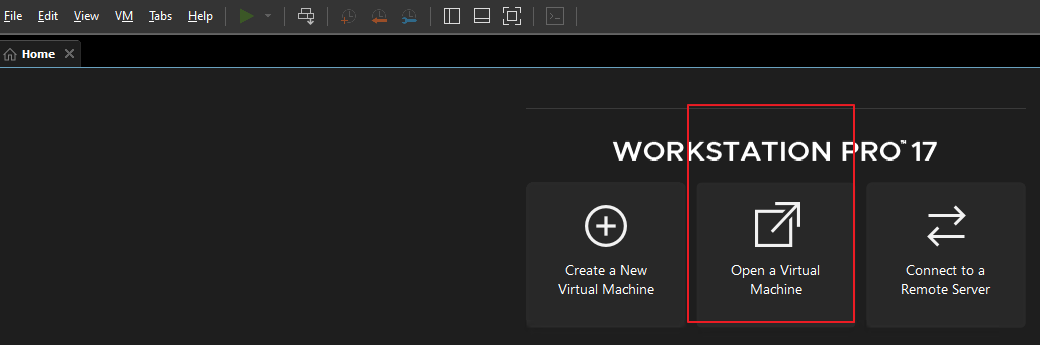 File Edit View VM Tabs Help
Home
WORKSTATION PRO™ 17
Create a New
Virtual Machine
Open a Virtual
Machine
Connect to a
Remote Server